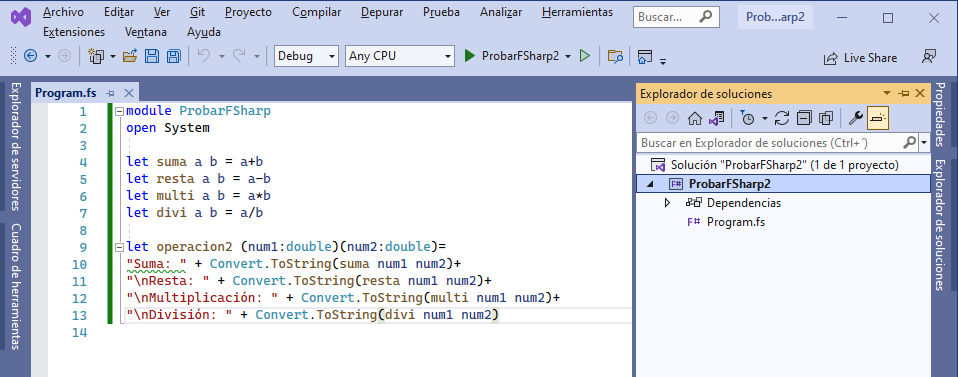 Archivo Editar Ver Git Proyecto Compilar Depurar Prueba Analizar Herramientas Buscar... Prob...arp2
Extensiones Ventana Ayuda
Debug Any CPU ProbarFSharp2 Live Share
Explorador de servidores
Cuadro de herramientas
Program.fs
1 module ProbarFSharp
2 open System
3
4 let suma a b = a+b
5 let resta a b = a-b
6 let multi a b = a*b
7 let divi a b = a/b
8
9 let operacion2 (num1:double)(num2:double)=
10 "Suma: " + Convert.ToString(suma num1 num2)+
11 "\nResta: " + Convert.ToString(resta num1 num2)+
12 "\nMultiplicación: " + Convert.ToString(multi num1 num2)+
13 "\nDivisión: " + Convert.ToString(divi num1 num2)
14
Explorador de soluciones
Buscar en Explorador de soluciones (Ctrl+´)
Solución "ProbarFSharp2" (1 de 1 proyecto)
F# ProbarFSharp2
Dependencias
F# Program.fs
Propiedades
Explorador de soluciones